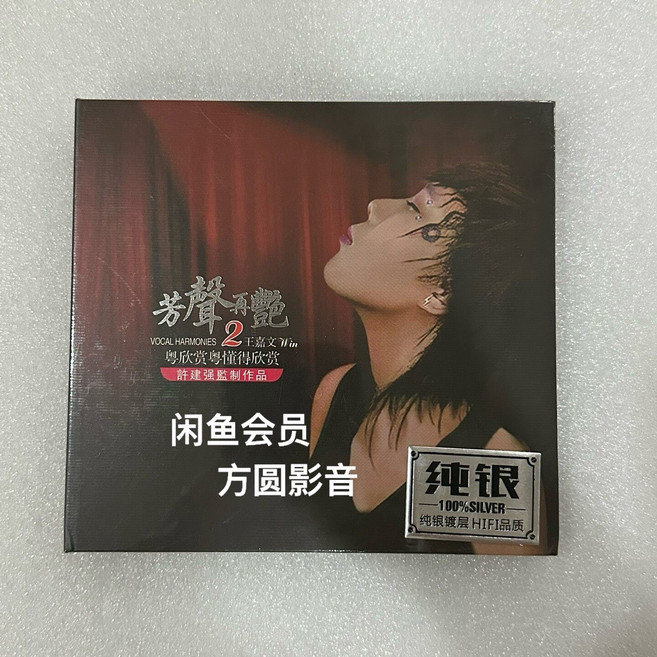 芳聲再艷2
VOCAL HARMONIES 王嘉文 Win
粤欣赏粤懂得欣赏
許建强監制作品
闲鱼会员
方圆影音
纯银
100%SILVER
纯银镀层 HIFI品质